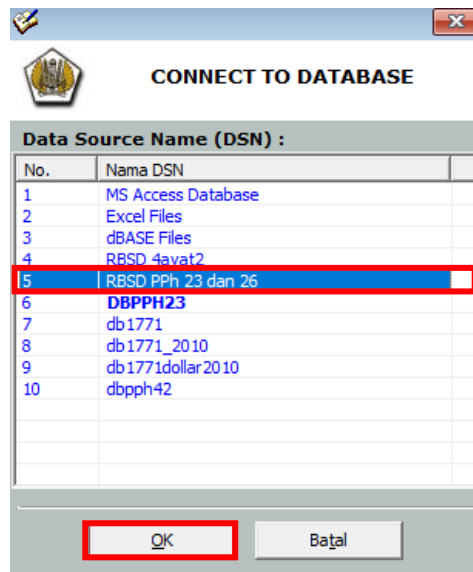 CONNECT TO DATABASE
Data Source Name (DSN) :
No. Nama DSN
1 MS Access Database
2 Excel Files
3 dBASE Files
4 RBSD 4ayat2
5 RBSD PPh 23 dan 26
6 DBPPH23
7 db1771
8 db1771_2010
9 db1771dollar2010
10 dbpph42
OK Batal